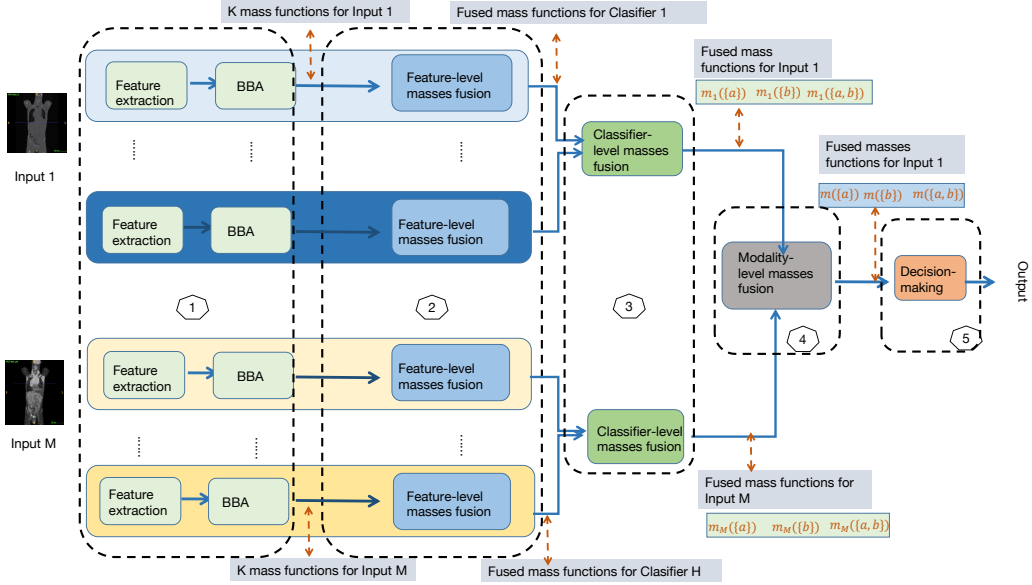 K mass functions for Input 1
Fused mass functions for Clasifier 1
Fused mass
functions for Input 1
m₁({a}) m₁({b}) m₁({a,b})
Feature
extraction
BBA
Feature-level
masses fusion
Classifier-
level masses
fusion
Input 1
Fused masses
functions for Input 1
m({a}) m({b}) m({a,b})
Feature
extraction
BBA
Feature-level
masses fusion
Modality-
level masses
fusion
Decision-
making
Output
1
2
3
4
5
Feature
extraction
BBA
Feature-level
masses fusion
Input M
Classifier-level
masses fusion
Feature
extraction
BBA
Feature-level
masses fusion
Fused mass functions for
Input M
m_M({a}) m_M({b}) m_M({a,b})
K mass functions for Input M
Fused mass functions for Clasifier H